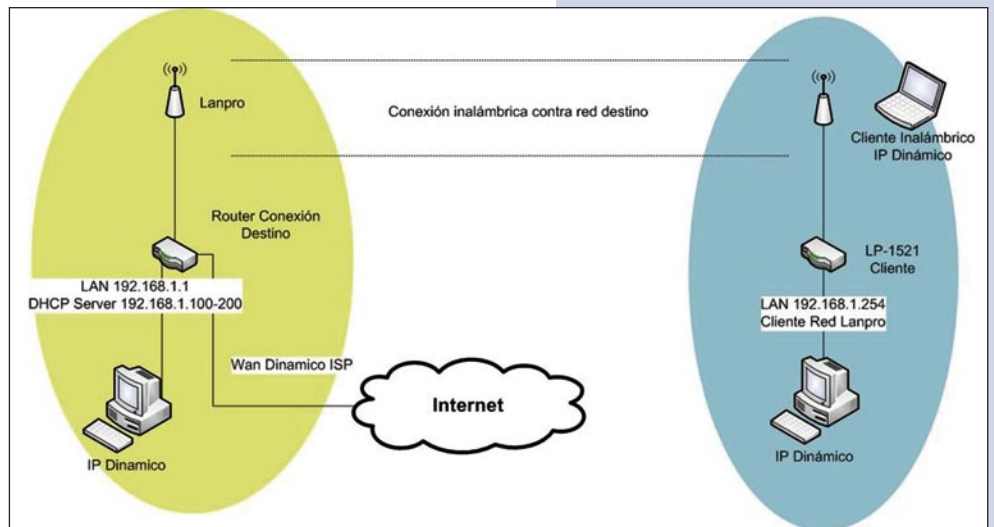 Lanpro
Conexión inalámbrica contra red destino
Cliente Inalámbrico
IP Dinámico
Router Conexión
Destino
LAN 192.168.1.1
DHCP Server 192.168.1.100-200
LP-1521
Cliente
LAN 192.168.1.254
Cliente Red Lanpro
Wan Dinamico ISP
Internet
IP Dinamico
IP Dinámico